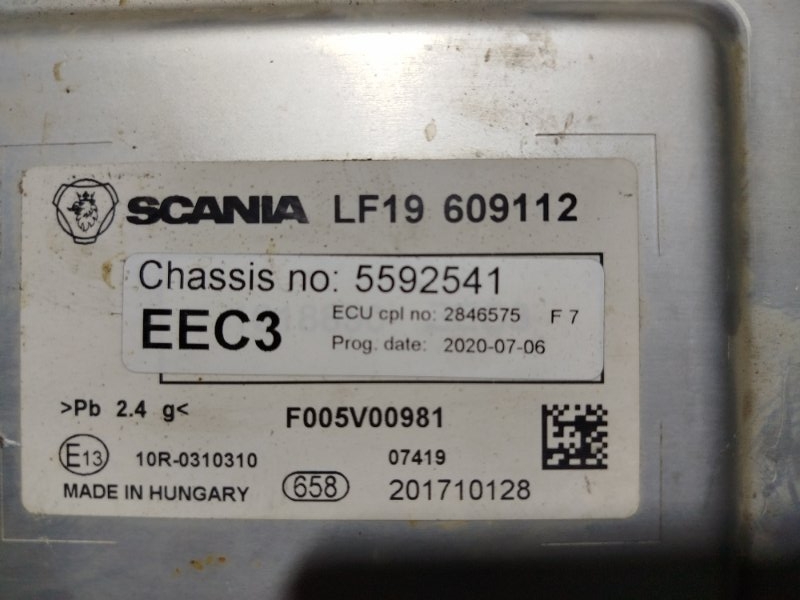 SCANIA LF19 609112
Chassis no: 5592541
EEC3
ECU cpl no: 2846575 F 7
Prog. date: 2020-07-06
>Pb 2.4 g<
F005V00981
E13 10R-0310310
07419
MADE IN HUNGARY
658
201710128